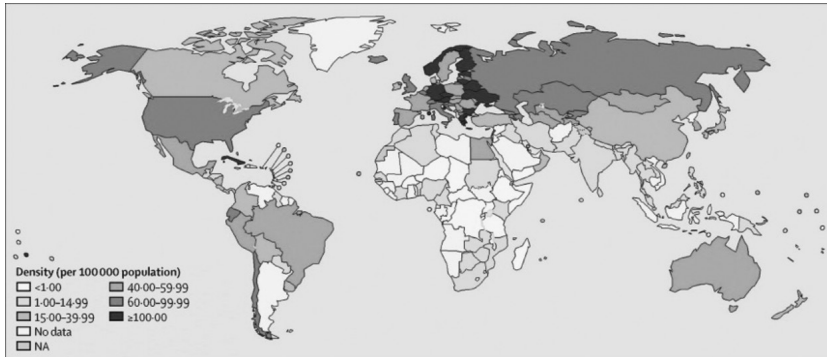 Density (per 100 000 population)
<1·00
40·00–59·99
1·00–14·99
60·00–99·99
15·00–39·99
≥100·00
No data
NA